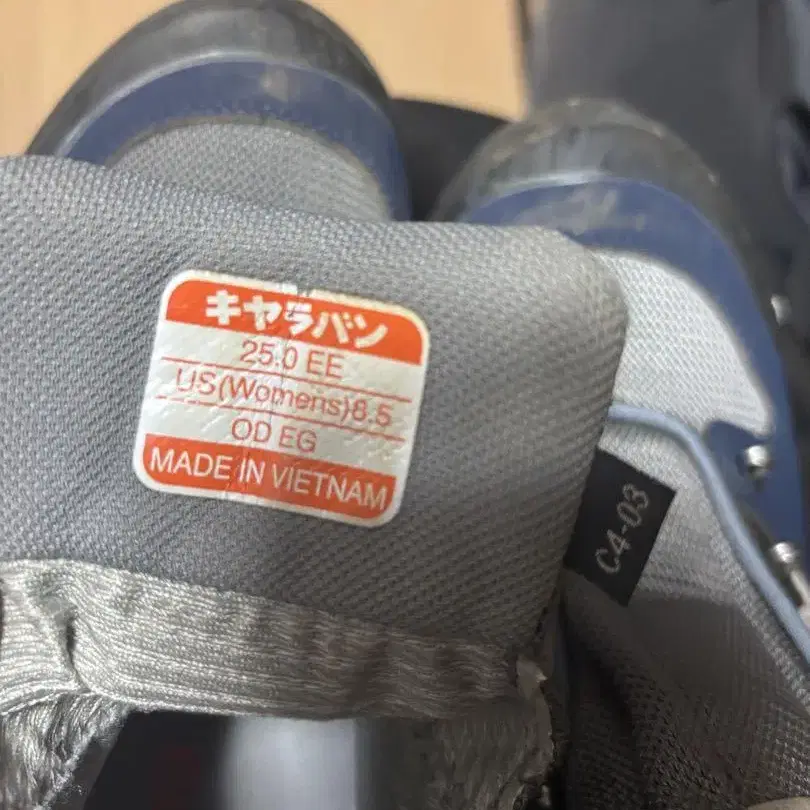 キャラバン
25.0 EE
US(Womens)8.5
OD EG
MADE IN VIETNAM
C4-03